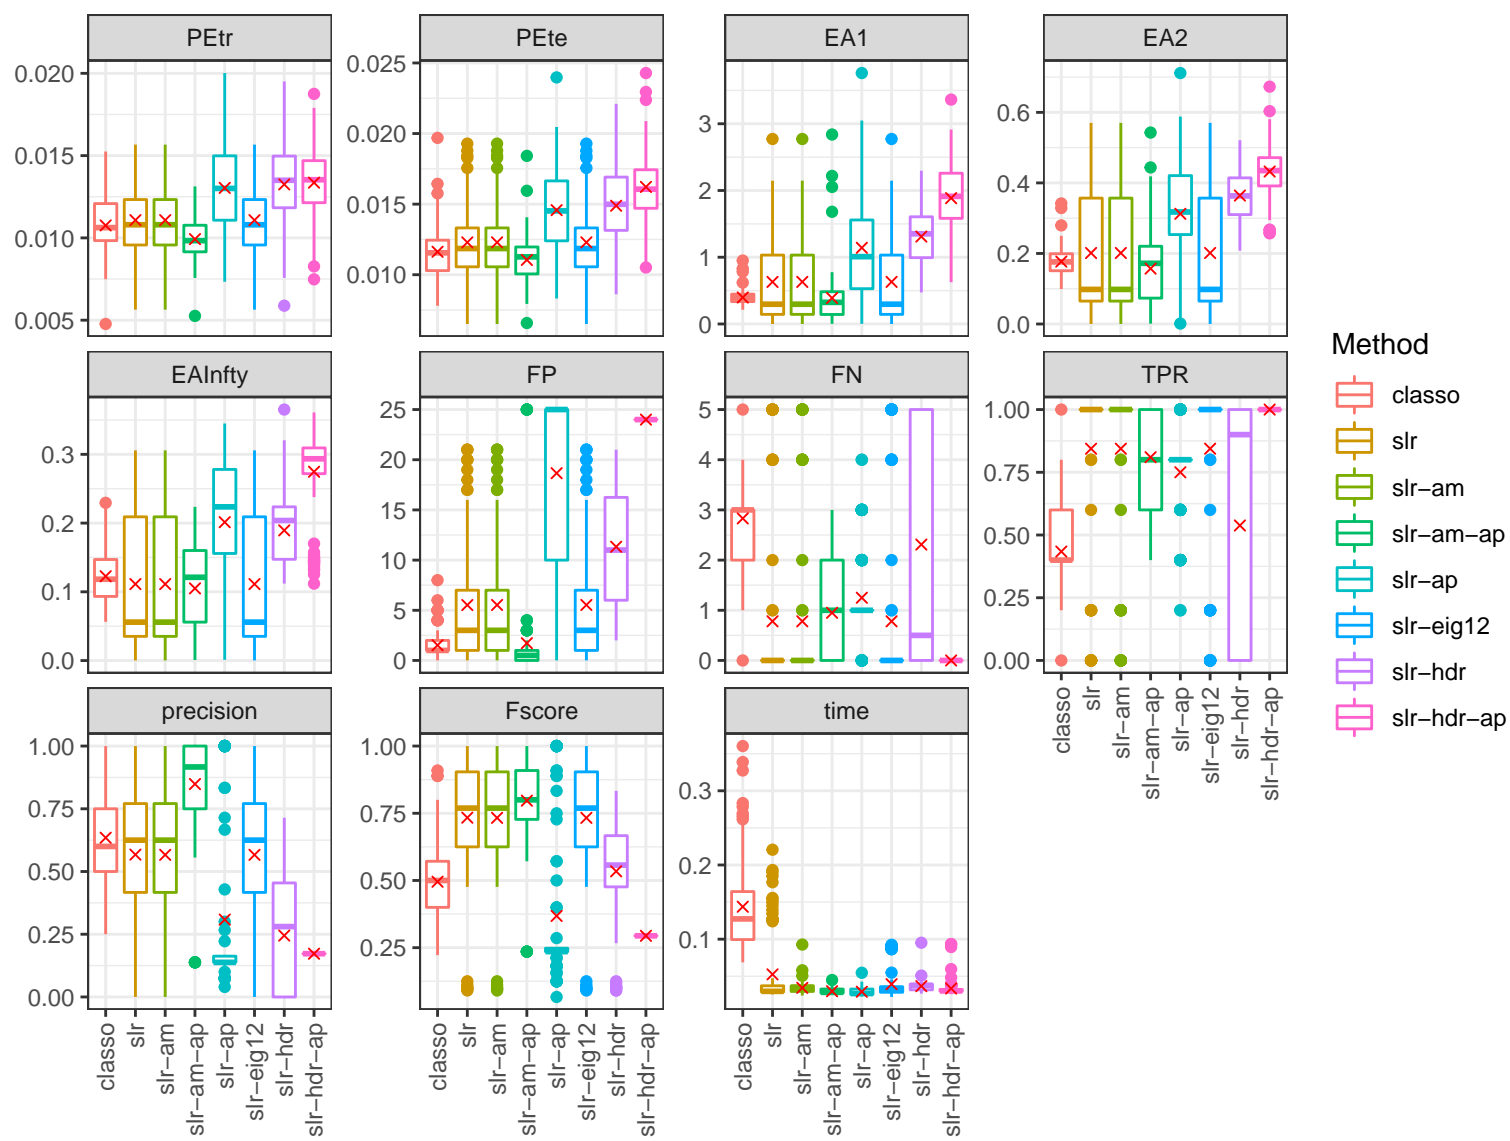 PEtr
PEte
EA1
EA2
0.020
0.015
0.010
0.005
0.025
0.020
0.015
0.010
3
2
1
0
0.6
0.4
0.2
0.0
EAInfty
FP
FN
TPR
0.3
0.2
0.1
0.0
25
20
15
10
5
0
5
4
3
2
1
0
1.00
0.75
0.50
0.25
0.00
classo
slr
slr−am
slr−am−ap
slr−ap
slr−eig12
slr−hdr
slr−hdr−ap
precision
Fscore
time
1.00
0.75
0.50
0.25
0.00
1.00
0.75
0.50
0.25
0.3
0.2
0.1
classo
slr
slr−am
slr−am−ap
slr−ap
slr−eig12
slr−hdr
slr−hdr−ap
classo
slr
slr−am
slr−am−ap
slr−ap
slr−eig12
slr−hdr
slr−hdr−ap
classo
slr
slr−am
slr−am−ap
slr−ap
slr−eig12
slr−hdr
slr−hdr−ap
Method
classo
slr
slr−am
slr−am−ap
slr−ap
slr−eig12
slr−hdr
slr−hdr−ap